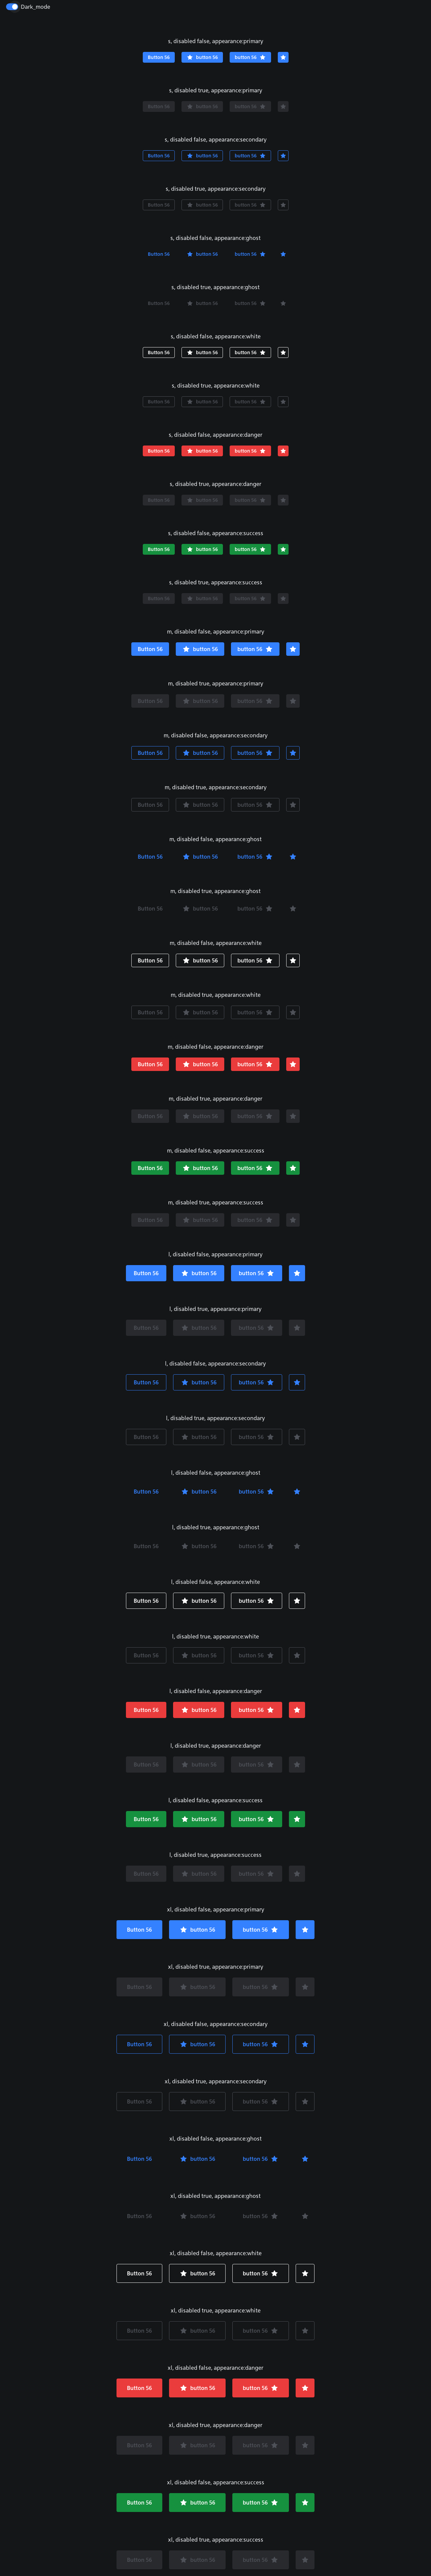 Dark_mode
s, disabled false, appearance:primary
Button 56 button 56 button 56
s, disabled true, appearance:primary
Button 56 button 56 button 56
s, disabled false, appearance:secondary
Button 56 button 56 button 56
s, disabled true, appearance:secondary
Button 56 button 56 button 56
s, disabled false, appearance:ghost
Button 56 button 56 button 56
s, disabled true, appearance:ghost
Button 56 button 56 button 56
s, disabled false, appearance:white
Button 56 button 56 button 56
s, disabled true, appearance:white
Button 56 button 56 button 56
s, disabled false, appearance:danger
Button 56 button 56 button 56
s, disabled true, appearance:danger
Button 56 button 56 button 56
s, disabled false, appearance:success
Button 56 button 56 button 56
s, disabled true, appearance:success
Button 56 button 56 button 56
m, disabled false, appearance:primary
Button 56 button 56 button 56
m, disabled true, appearance:primary
Button 56 button 56 button 56
m, disabled false, appearance:secondary
Button 56 button 56 button 56
m, disabled true, appearance:secondary
Button 56 button 56 button 56
m, disabled false, appearance:ghost
Button 56 button 56 button 56
m, disabled true, appearance:ghost
Button 56 button 56 button 56
m, disabled false, appearance:white
Button 56 button 56 button 56
m, disabled true, appearance:white
Button 56 button 56 button 56
m, disabled false, appearance:danger
Button 56 button 56 button 56
m, disabled true, appearance:danger
Button 56 button 56 button 56
m, disabled false, appearance:success
Button 56 button 56 button 56
m, disabled true, appearance:success
Button 56 button 56 button 56
l, disabled false, appearance:primary
Button 56 button 56 button 56
l, disabled true, appearance:primary
Button 56 button 56 button 56
l, disabled false, appearance:secondary
Button 56 button 56 button 56
l, disabled true, appearance:secondary
Button 56 button 56 button 56
l, disabled false, appearance:ghost
Button 56 button 56 button 56
l, disabled true, appearance:ghost
Button 56 button 56 button 56
l, disabled false, appearance:white
Button 56 button 56 button 56
l, disabled true, appearance:white
Button 56 button 56 button 56
l, disabled false, appearance:danger
Button 56 button 56 button 56
l, disabled true, appearance:danger
Button 56 button 56 button 56
l, disabled false, appearance:success
Button 56 button 56 button 56
l, disabled true, appearance:success
Button 56 button 56 button 56
xl, disabled false, appearance:primary
Button 56 button 56 button 56
xl, disabled true, appearance:primary
Button 56 button 56 button 56
xl, disabled false, appearance:secondary
Button 56 button 56 button 56
xl, disabled true, appearance:secondary
Button 56 button 56 button 56
xl, disabled false, appearance:ghost
Button 56 button 56 button 56
xl, disabled true, appearance:ghost
Button 56 button 56 button 56
xl, disabled false, appearance:white
Button 56 button 56 button 56
xl, disabled true, appearance:white
Button 56 button 56 button 56
xl, disabled false, appearance:danger
Button 56 button 56 button 56
xl, disabled true, appearance:danger
Button 56 button 56 button 56
xl, disabled false, appearance:success
Button 56 button 56 button 56
xl, disabled true, appearance:success
Button 56 button 56 button 56